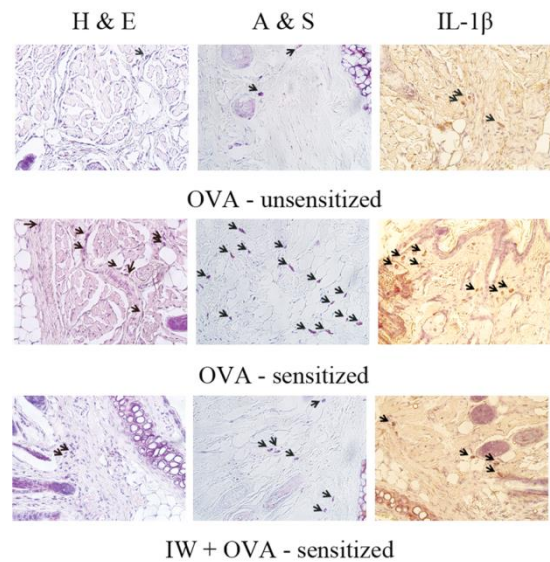 H & E A & S IL-1β
OVA - unsensitized
OVA - sensitized
IW + OVA - sensitized